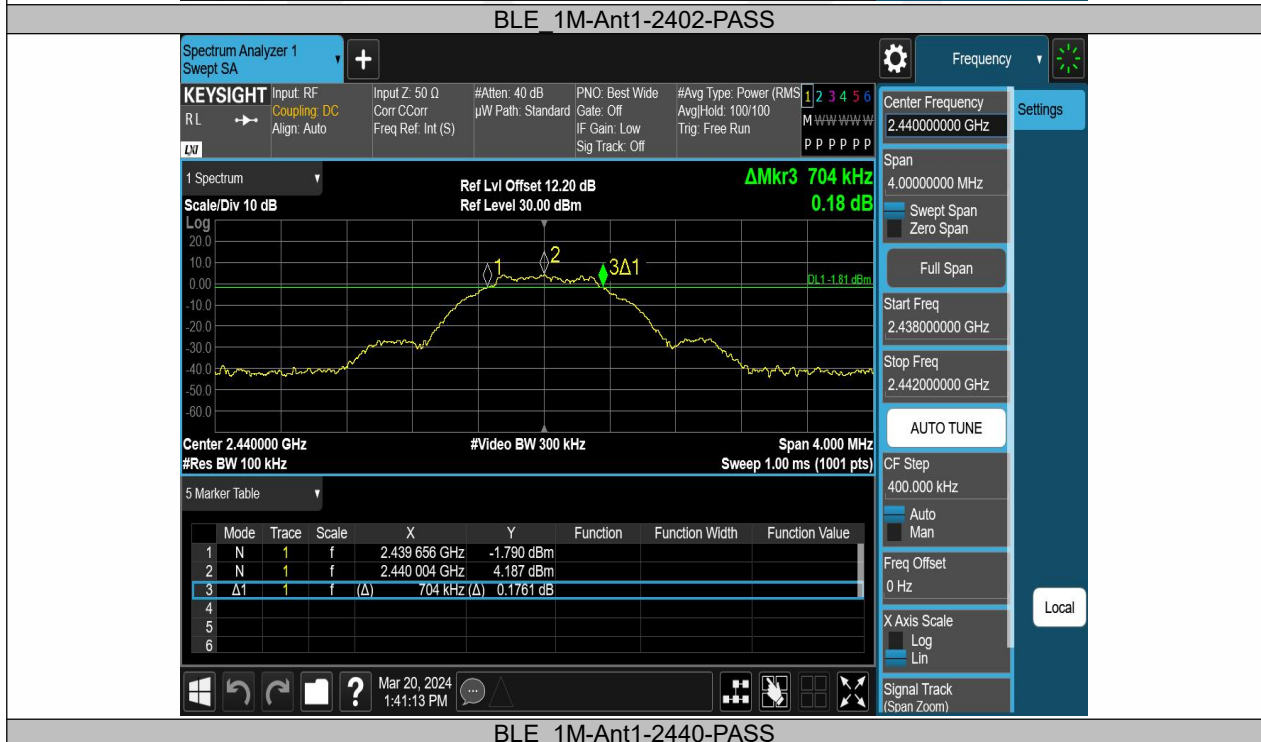 BLE_1M-Ant1-2402-PASS
Spectrum Analyzer 1
Swept SA
+
Frequency
KEYSIGHT
RL
LXI
Input: RF
Coupling: DC
Align: Auto
Input Z: 50 Ω
Corr CCorr
Freq Ref: Int (S)
#Atten: 40 dB
µW Path: Standard
PNO: Best Wide
Gate: Off
IF Gain: Low
Sig Track: Off
#Avg Type: Power (RMS
Avg|Hold: 100/100
Trig: Free Run
1 2 3 4 5 6
M W W W W W
P P P P P P
Center Frequency
2.440000000 GHz
Settings
1 Spectrum
Scale/Div 10 dB
Ref Lvl Offset 12.20 dB
Ref Level 30.00 dBm
ΔMkr3 704 kHz
0.18 dB
Log
20.0
10.0
0.00
-10.0
-20.0
-30.0
-40.0
-50.0
-60.0
1
2
3Δ1
DL1 -1.81 dBm
Center 2.440000 GHz
#Res BW 100 kHz
#Video BW 300 kHz
Span 4.000 MHz
Sweep 1.00 ms (1001 pts)
Span
4.00000000 MHz
Swept Span
Zero Span
Full Span
Start Freq
2.438000000 GHz
Stop Freq
2.442000000 GHz
AUTO TUNE
CF Step
400.000 kHz
Auto
Man
Freq Offset
0 Hz
X Axis Scale
Log
Lin
Signal Track
(Span Zoom)
Local
5 Marker Table
Mode Trace Scale X Y Function Function Width Function Value
1 N 1 f 2.439 656 GHz -1.790 dBm
2 N 1 f 2.440 004 GHz 4.187 dBm
3 Δ1 1 f (Δ) 704 kHz (Δ) 0.1761 dB
4
5
6
?
Mar 20, 2024
1:41:13 PM
BLE_1M-Ant1-2440-PASS